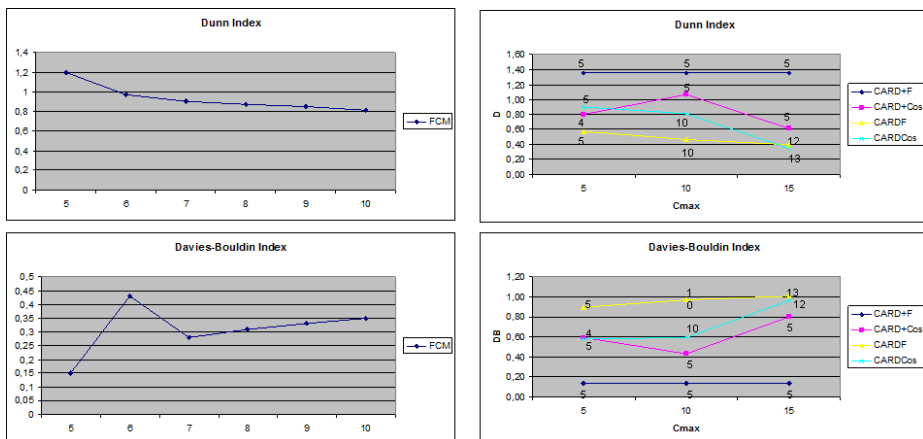 Dunn Index
1,4
1,2
1
0,8
0,6
0,4
0,2
0
5 6 7 8 9 10
FCM
Dunn Index
D
1,60
1,40
1,20
1,00
0,80
0,60
0,40
0,20
0,00
5 5 5
5 5
4 10 5
5 10 12
13
5 10 15
Cmax
CARD+F
CARD+Cos
CARDF
CARDCos
Davies-Bouldin Index
0,5
0,45
0,4
0,35
0,3
0,25
0,2
0,15
0,1
0,05
0
5 6 7 8 9 10
FCM
Davies-Bouldin Index
DB
1,20
1,00
0,80
0,60
0,40
0,20
0,00
5 1 13
0 12
4 10 5
5 5
5 5 5
5 10 15
Cmax
CARD+F
CARD+Cos
CARDF
CARDCos